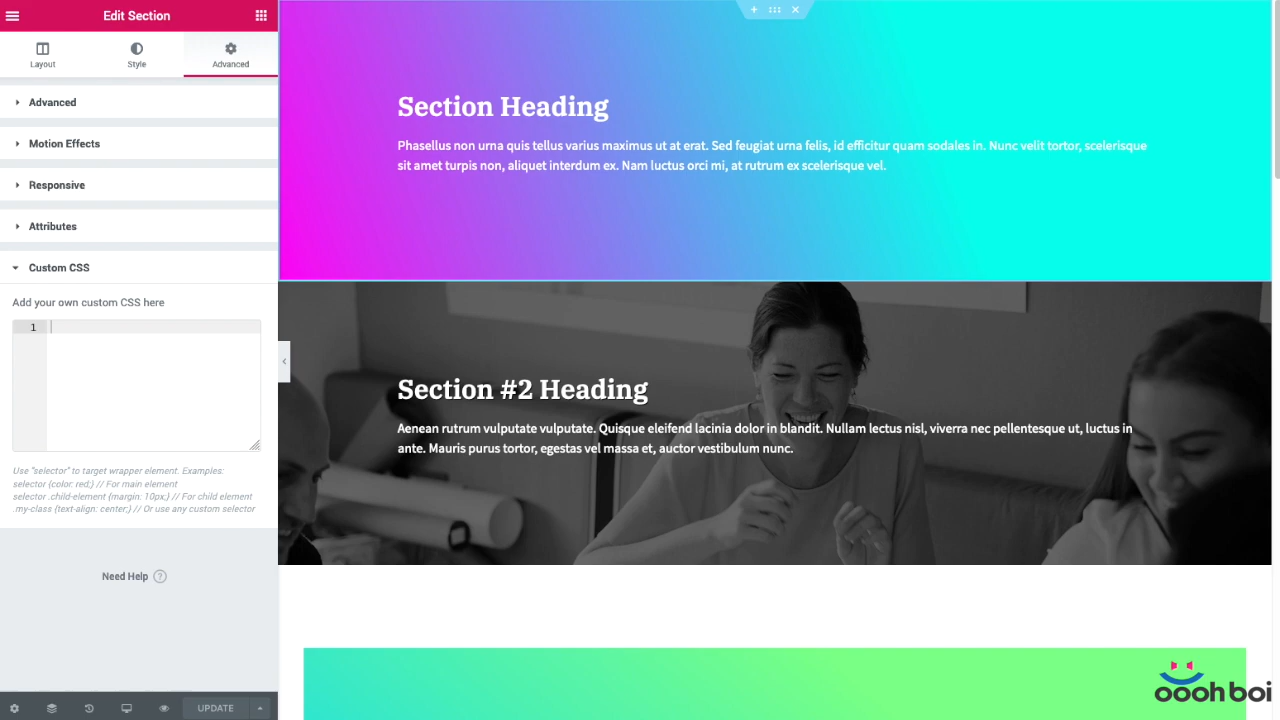 Edit Section
Layout
Style
Advanced
Advanced
Motion Effects
Responsive
Attributes
Custom CSS
Add your own custom CSS here
1
Use "selector" to target wrapper element. Examples:
selector {color: red;} // For main element
selector .child-element {margin: 10px;} // For child element
.my-class {text-align: center;} // Or use any custom selector
Need Help ?
UPDATE
Section Heading
Phasellus non urna quis tellus varius maximus ut at erat. Sed feugiat urna felis, id efficitur quam sodales in. Nunc velit tortor, scelerisque
sit amet turpis non, aliquet interdum ex. Nam luctus orci mi, at rutrum ex scelerisque vel.
Section #2 Heading
Aenean rutrum vulputate vulputate. Quisque eleifend lacinia dolor in blandit. Nullam lectus nisl, viverra nec pellentesque ut, luctus in
ante. Mauris purus tortor, egestas vel massa et, auctor vestibulum nunc.
ooohboi